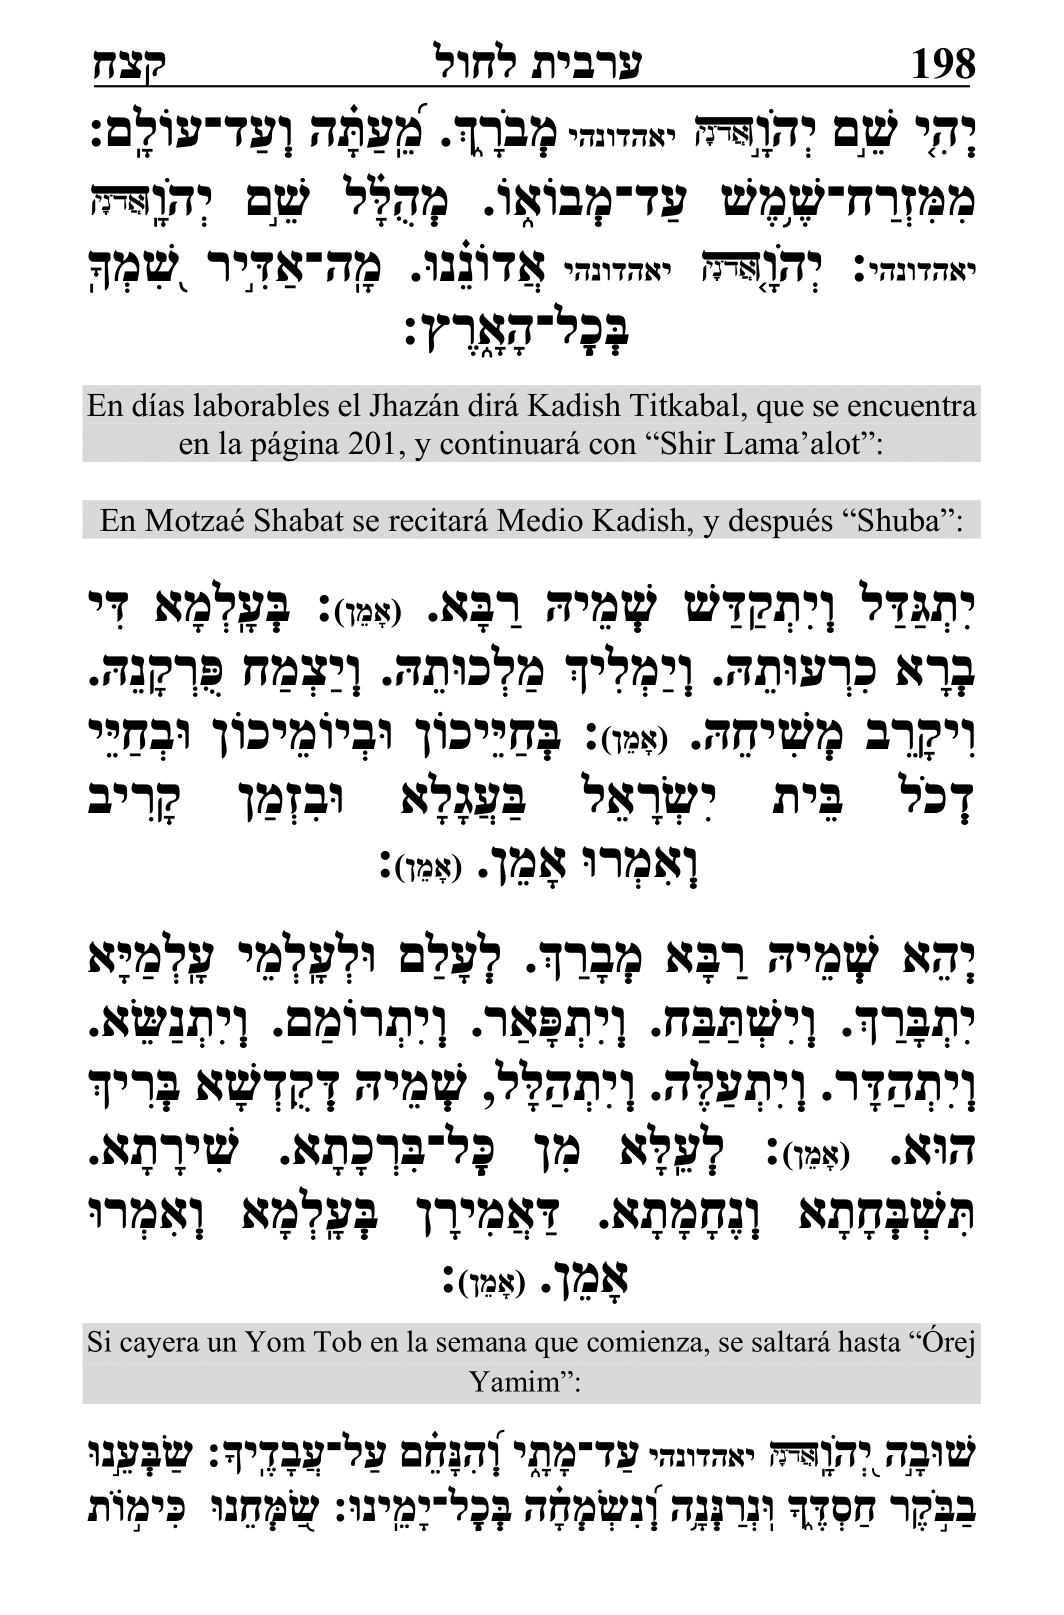 198 ערבית לחול קצח
יְהִ֤י שֵׁ֣ם יְהֹוָ֣ה אֲדֹנָי יאהדונהי מְבֹרָ֑ךְ. מֵ֝עַתָּ֗ה וְעַד־עוֹלָֽם:
מִמִּזְרַח־שֶׁ֥מֶשׁ עַד־מְבוֹא֑וֹ. מְ֝הֻלָּ֗ל שֵׁ֣ם יְהֹוָֽה אֲדֹנָי
יאהדונהי: יְהֹוָ֤ה אֲדֹנָי יאהדונהי אֲדוֹנֵ֗נוּ. מָֽה־אַדִּ֣יר שִׁ֭מְךָ
בְּכׇל־הָאָ֑רֶץ:
En días laborables el Jhazán dirá Kadish Titkabal, que se encuentra
en la página 201, y continuará con “Shir Lama’alot”:
En Motzaé Shabat se recitará Medio Kadish, y después “Shuba”:
יִתְגַּדַּל וְיִתְקַדַּשׁ שְׁמֵיהּ רַבָּא. (אָמֵן): בְּעָלְמָא דִּי
בְרָא כִרְעוּתֵהּ. וְיַמְלִיךְ מַלְכוּתֵהּ. וְיַצְמַח פֻּרְקָנֵהּ.
וִיקָרֵב מְשִׁיחֵהּ. (אָמֵן): בְּחַיֵּיכוֹן וּבְיוֹמֵיכוֹן וּבְחַיֵּי
דְכֹל בֵּית יִשְׂרָאֵל בַּעֲגָלָא וּבִזְמַן קָרִיב
וְאִמְרוּ אָמֵן. (אָמֵן):
יְהֵא שְׁמֵיהּ רַבָּא מְבָרַךְ. לְעָלַם וּלְעָלְמֵי עָלְמַיָּא
יִתְבָּרַךְ. וְיִשְׁתַּבַּח. וְיִתְפָּאַר. וְיִתְרוֹמַם. וְיִתְנַשֵּׂא.
וְיִתְהַדָּר. וְיִתְעַלֶּה. וְיִתְהַלָּל, שְׁמֵיהּ דְּקֻדְשָׁא בְּרִיךְ
הוּא. (אָמֵן): לְעֵלָּא מִן כׇּל־בִּרְכָתָא. שִׁירָתָא.
תִּשְׁבְּחָתָא וְנֶחָמָתָא. דַּאֲמִירָן בְּעָלְמָא וְאִמְרוּ
אָמֵן. (אָמֵן):
Si cayera un Yom Tob en la semana que comienza, se saltará hasta “Órej
Yamim”:
שׁוּבָ֣ה יְ֭הֹוָה אֲדֹנָי יאהדונהי עַד־מָתָ֑י וְ֝הִנָּחֵ֗ם עַל־עֲבָדֶֽיךָ: שַׂבְּעֵ֣נוּ
בַבֹּ֣קֶר חַסְדֶּ֑ךָ וּֽנְרַנְּנָ֥ה וְ֝נִשְׂמְחָ֗ה בְּכׇל־יָמֵֽינוּ: שַׂ֭מְּחֵנוּ כִּימ֣וֹת